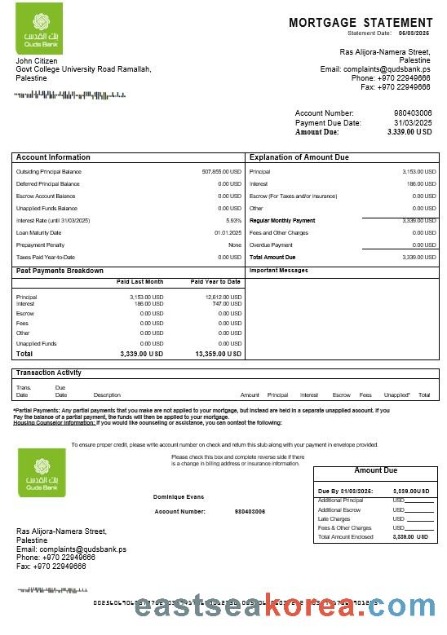 بنك القدس
Quds Bank
MORTGAGE STATEMENT
Statement Date: 06/03/2025
John Citizen
Govt College University Road Ramallah,
Palestine
Ras Alijora-Namera Street,
Palestine
Email: complaints@qudsbank.ps
Phone: +970 22949666
Fax: +970 22949666
Account Number: 980403006
Payment Due Date: 31/03/2025
Amount Due: 3,339.00 USD
Account Information
Outsiding Principal Balance 507,855.00 USD
Deferred Principal Balance 0.00 USD
Escrow Account Balance 0.00 USD
Unapplied Funds Balance 0.00 USD
Interest Rate (until 31/03/2025) 5.93%
Loan Maturity Date 01.01.2025
Prepayment Penalty None
Taxes Paid Year-to-Date 0.00 USD
Explanation of Amount Due
Principal 3,153.00 USD
Interest 186.00 USD
Escrow (For Taxes and/or Insurance) 0.00 USD
Other 0.00 USD
Regular Monthly Payment 3,339.00 USD
Fees and Other Charges 0.00 USD
Overdue Payment 0.00 USD
Total Amount Due 3,339.00 USD
Past Payments Breakdown
Paid Last Month Paid Year to Date
Principal 3,153.00 USD 12,612.00 USD
Interest 186.00 USD 747.00 USD
Escrow 0.00 USD 0.00 USD
Fees 0.00 USD 0.00 USD
Other 0.00 USD 0.00 USD
Unapplied Funds 0.00 USD 0.00 USD
Total 3,339.00 USD 13,359.00 USD
Important Messages
Transaction Activity
Trans. Date Due Date Description Amount Principal Interest Escrow Fees Unapplied* Total
*Partial Payments: Any partial payments that you make are not applied to your mortgage, but instead are held in a separate unapplied account. If you
Pay the balance of a partial payment, the funds will then be applied to your mortgage.
Housing Counselor Information: If you would like counseling or assistance, you can contact the following:
To ensure proper credit, please write account number on check and return this stub along with your payment in envelope provided.
Please check this box and complete reverse side if there
is a change in billing address or insurance information.
بنك القدس
Quds Bank
Dominique Evans
Account Number: 980403006
Amount Due
Due By
Additional Principal USD
Additional Escrow USD
Late Charges USD
Fees & Other Charges USD
Total Amount Enclosed 3,339.00 USD
Ras Alijora-Namera Street,
Palestine
Email: complaints@qudsbank.ps
Phone: +970 22949666
Fax: +970 22949666
eastseakorea.com